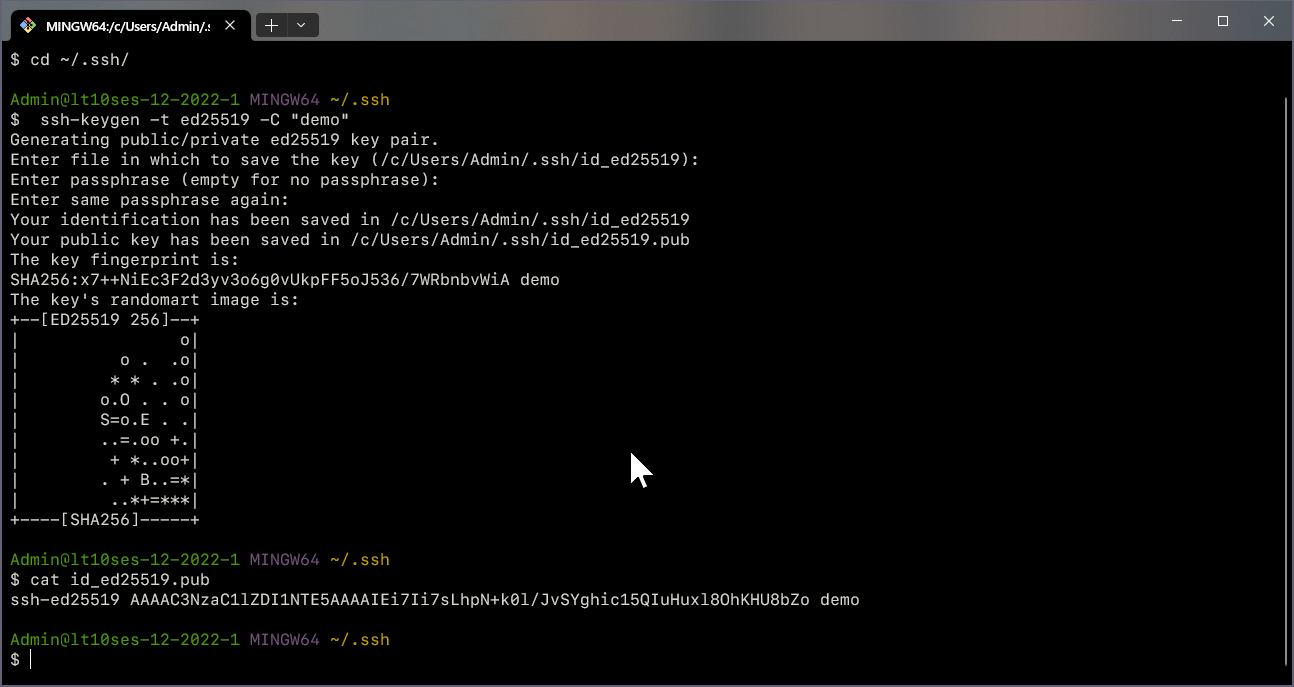 MINGW64:/c/Users/Admin/.s
$ cd ~/.ssh/
Admin@lt10ses-12-2022-1 MINGW64 ~/.ssh
$  ssh-keygen -t ed25519 -C "demo"
Generating public/private ed25519 key pair.
Enter file in which to save the key (/c/Users/Admin/.ssh/id_ed25519):
Enter passphrase (empty for no passphrase):
Enter same passphrase again:
Your identification has been saved in /c/Users/Admin/.ssh/id_ed25519
Your public key has been saved in /c/Users/Admin/.ssh/id_ed25519.pub
The key fingerprint is:
SHA256:x7++NiEc3F2d3yv3o6g0vUkpFF5oJ536/7WRbnbvWiA demo
The key's randomart image is:
+--[ED25519 256]--+
|                o|
|          o .  .o|
|         * * . .o|
|        o.O . . o|
|        S=o.E . .|
|        ..=.oo +.|
|         + *..oo+|
|        . + B..=*|
|         ..*+=***|
+----[SHA256]-----+
Admin@lt10ses-12-2022-1 MINGW64 ~/.ssh
$ cat id_ed25519.pub
ssh-ed25519 AAAAC3NzaC1lZDI1NTE5AAAAIEi7Ii7sLhpN+k0l/JvSYghic15QIuHuxl8OhKHU8bZo demo
Admin@lt10ses-12-2022-1 MINGW64 ~/.ssh
$